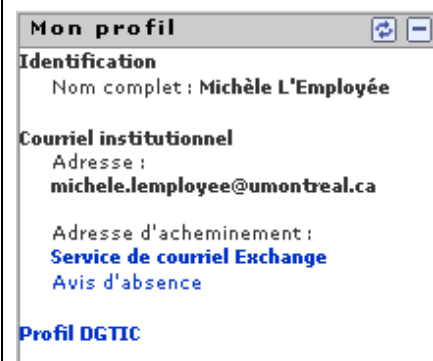 Mon profil
Identification
Nom complet : Michèle L'Employée
Courriel institutionnel
Adresse :
michele.lemployee@umontreal.ca
Adresse d'acheminement :
Service de courriel Exchange
Avis d'absence
Profil DGTIC